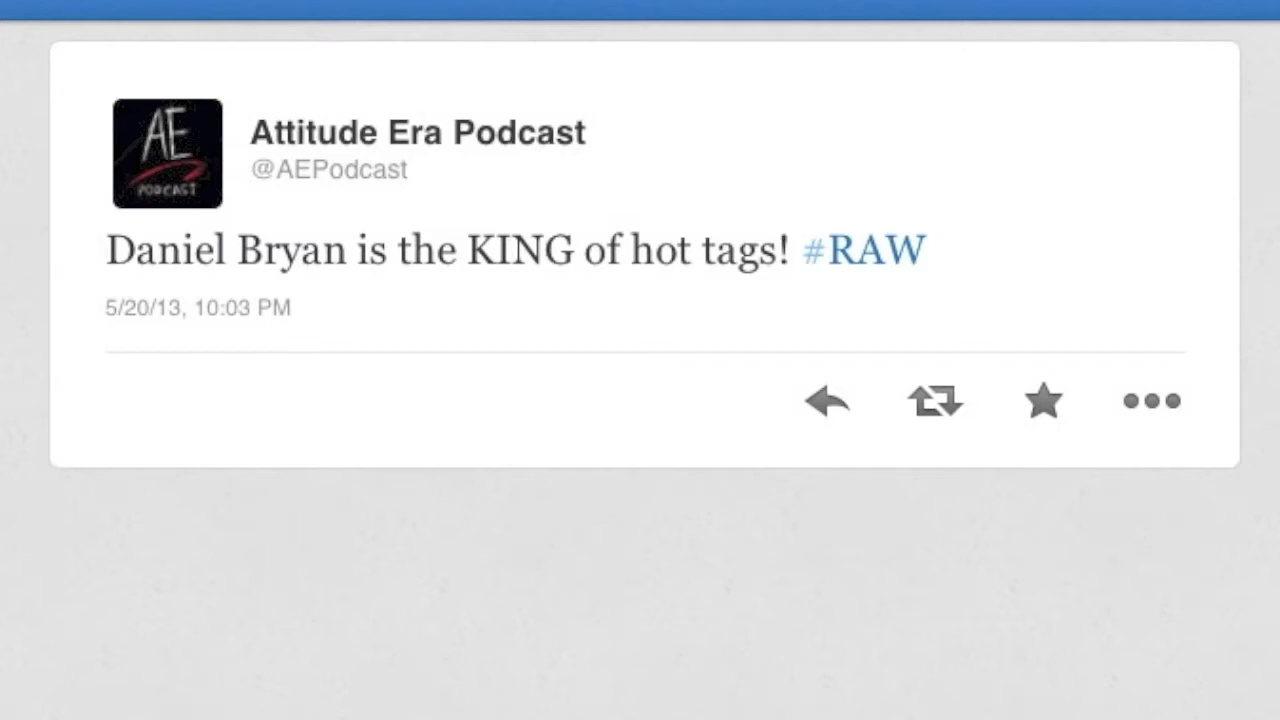 AE
PODCAST
Attitude Era Podcast
@AEPodcast
Daniel Bryan is the KING of hot tags! #RAW
5/20/13, 10:03 PM